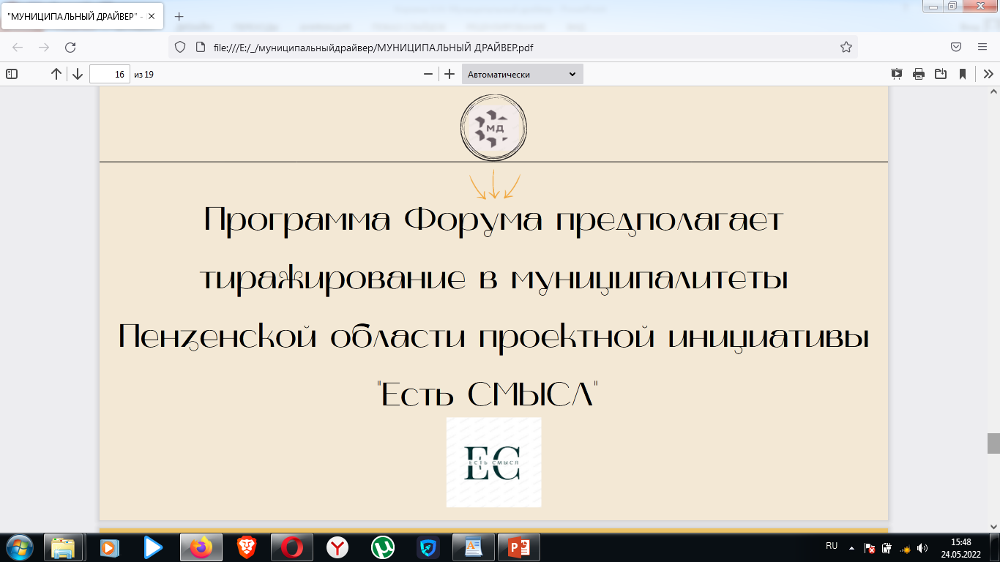 "МУНИЦИПАЛЬНЫЙ ДРАЙВЕР" -
file:///E:/_/муниципальныйдрайвер/МУНИЦИПАЛЬНЫЙ ДРАЙВЕР.pdf
16 из 19
Автоматически
МД
Программа Форума предполагает
тиражирование в муниципалитеты
Пензенской области проектной инициативы
"Есть СМЫСЛ"
ЕС
ЕСТЬ СМЫСЛ
RU
15:48
24.05.2022